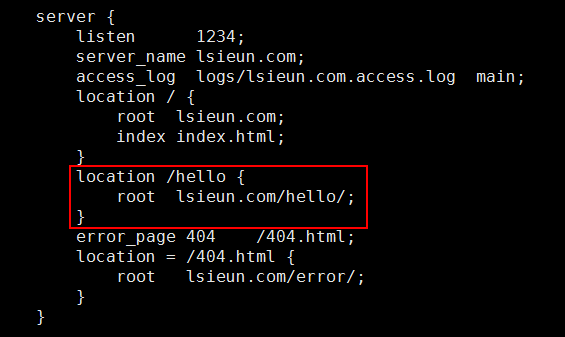 server {
    listen       1234;
    server_name lsieun.com;
    access_log  logs/lsieun.com.access.log  main;
    location / {
        root  lsieun.com;
        index index.html;
    }
    location /hello {
        root  lsieun.com/hello/;
    }
    error_page 404    /404.html;
    location = /404.html {
        root   lsieun.com/error/;
    }
}